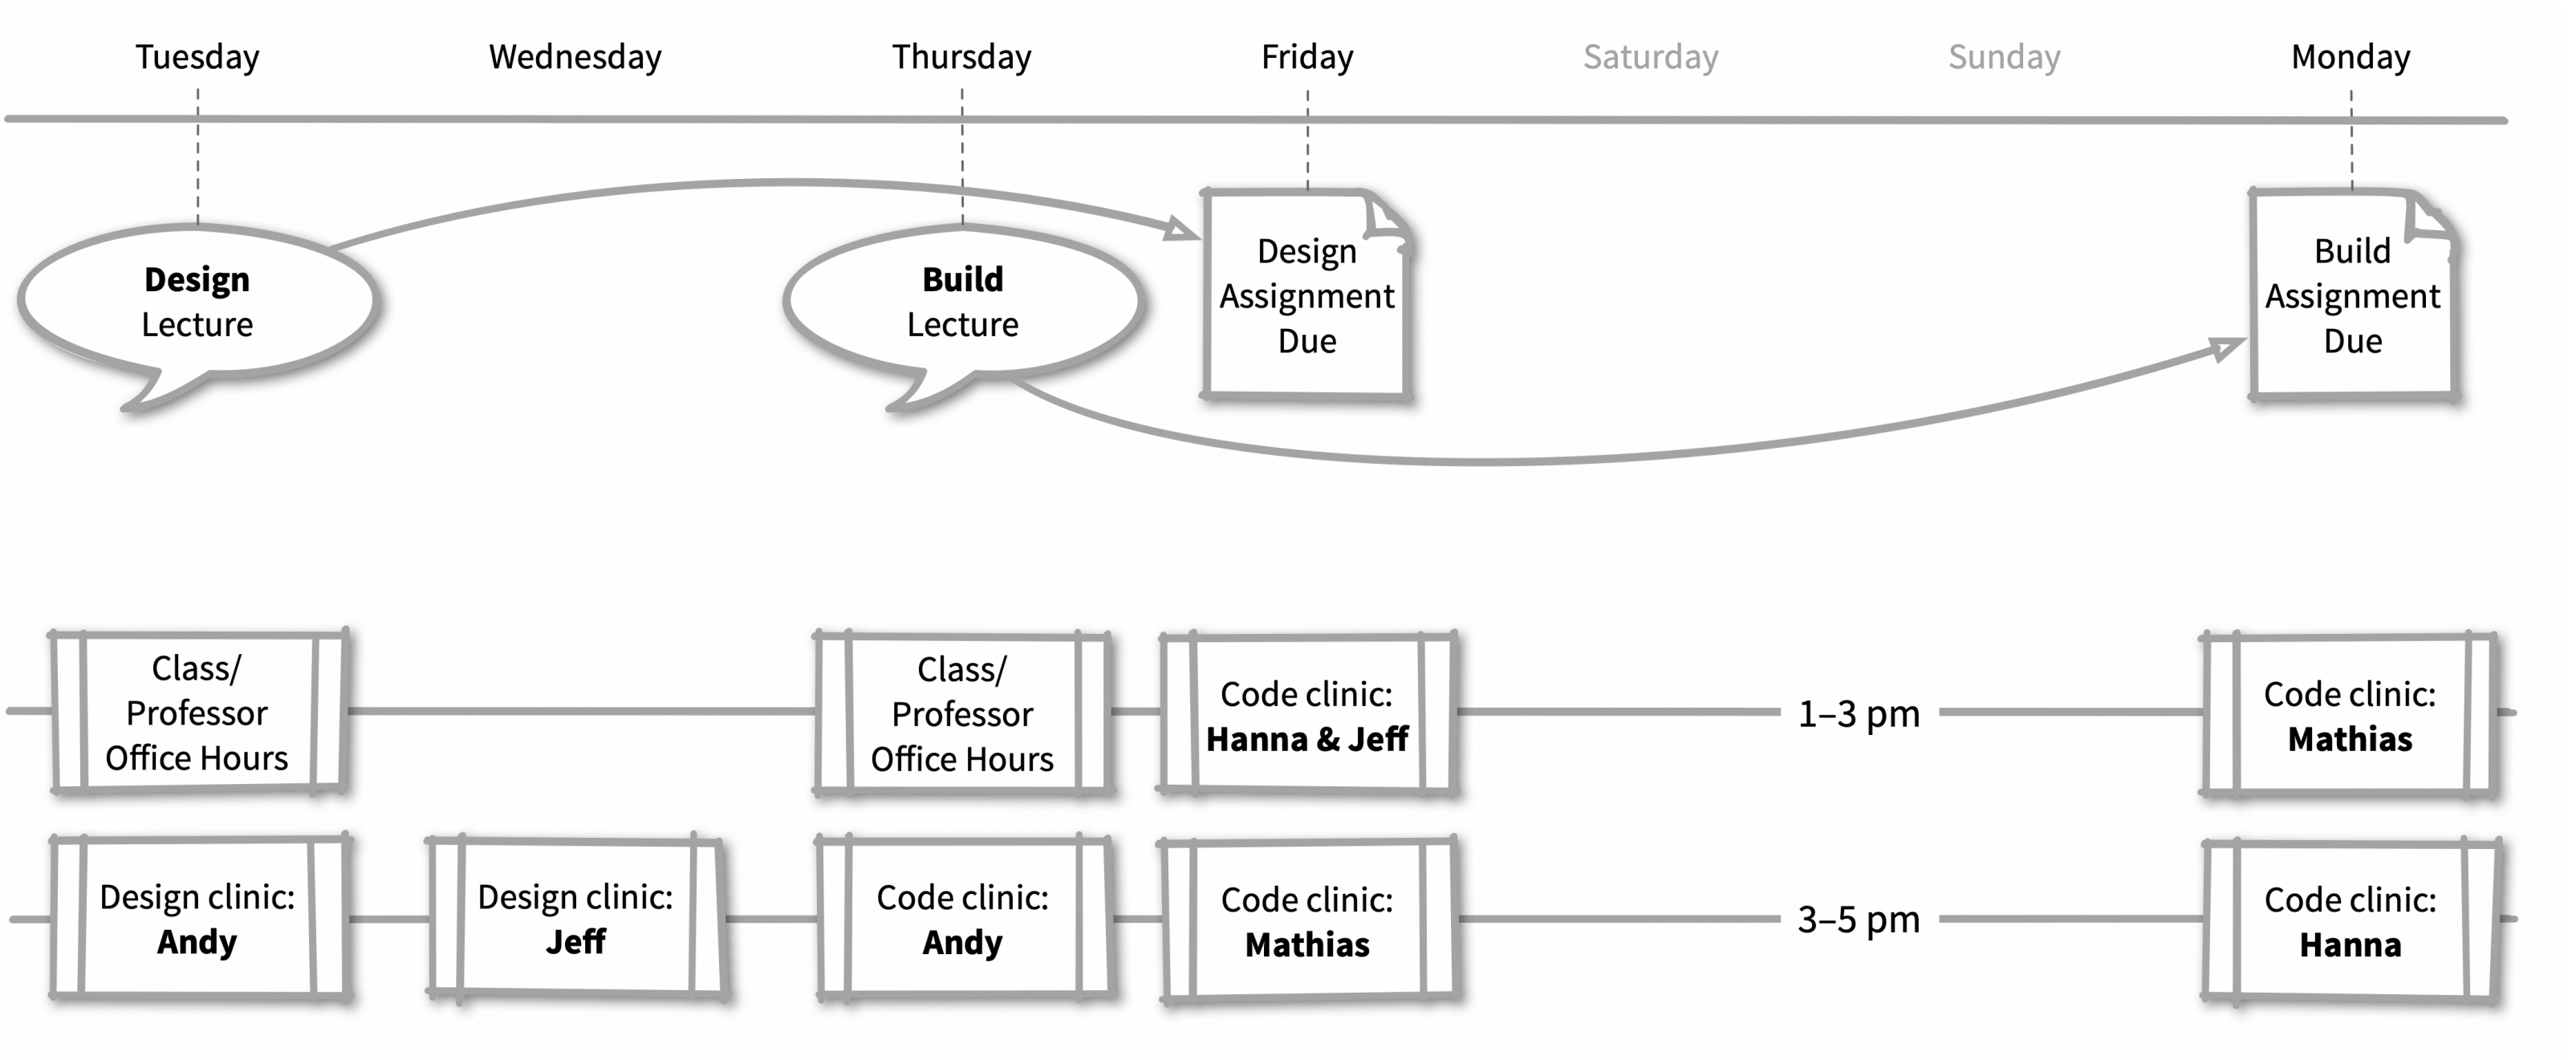 Tuesday
Wednesday
Thursday
Friday
Saturday
Sunday
Monday
Design
Lecture
Build
Lecture
Design
Assignment
Due
Build
Assignment
Due
Class/
Professor
Office Hours
Class/
Professor
Office Hours
Code clinic:
Hanna & Jeff
1–3 pm
Code clinic:
Mathias
Design clinic:
Andy
Design clinic:
Jeff
Code clinic:
Andy
Code clinic:
Mathias
3–5 pm
Code clinic:
Hanna